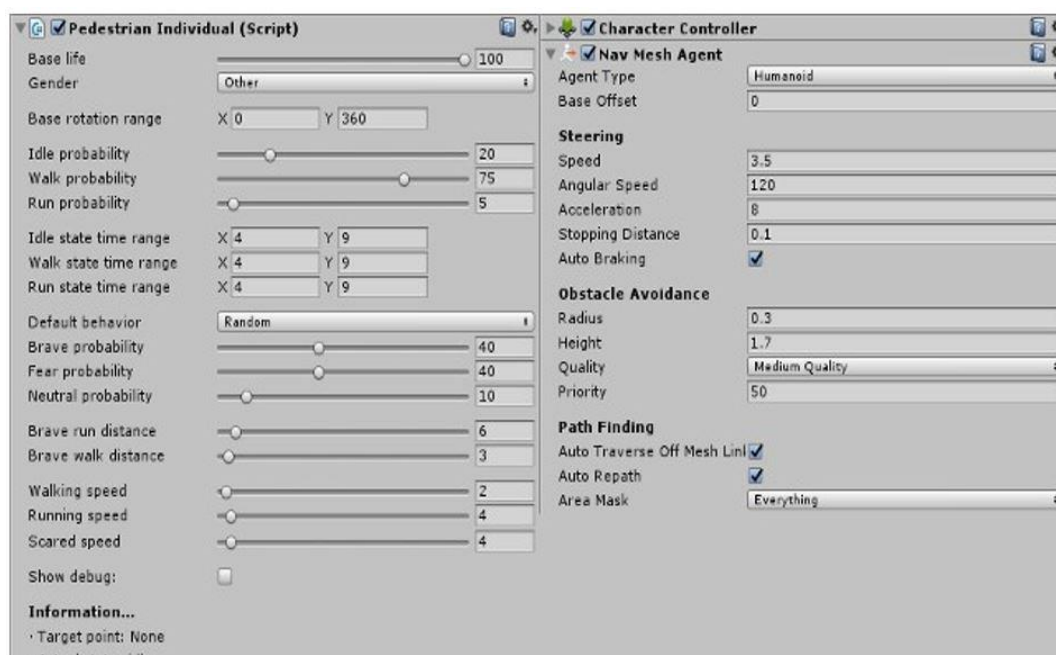 Pedestrian Individual (Script)
Base life 100
Gender Other
Base rotation range X 0 Y 360
Idle probability 20
Walk probability 75
Run probability 5
Idle state time range X 4 Y 9
Walk state time range X 4 Y 9
Run state time range X 4 Y 9
Default behavior Random
Brave probability 40
Fear probability 40
Neutral probability 10
Brave run distance 6
Brave walk distance 3
Walking speed 2
Running speed 4
Scared speed 4
Show debug:
Information...
· Target point: None
Character Controller
Nav Mesh Agent
Agent Type Humanoid
Base Offset 0
Steering
Speed 3.5
Angular Speed 120
Acceleration 8
Stopping Distance 0.1
Auto Braking
Obstacle Avoidance
Radius 0.3
Height 1.7
Quality Medium Quality
Priority 50
Path Finding
Auto Traverse Off Mesh Linl
Auto Repath
Area Mask Everything